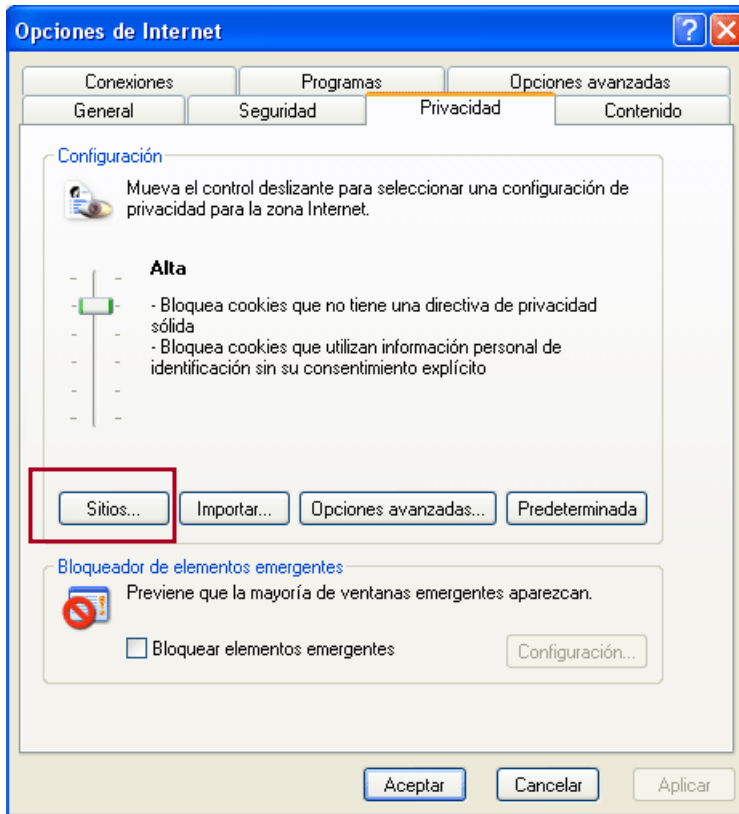 Opciones de Internet
Conexiones
Programas
Opciones avanzadas
General
Seguridad
Privacidad
Contenido
Configuración
Mueva el control deslizante para seleccionar una configuración de
privacidad para la zona Internet.
Alta
- Bloquea cookies que no tiene una directiva de privacidad
sólida
- Bloquea cookies que utilizan información personal de
identificación sin su consentimiento explícito
Sitios...
Importar...
Opciones avanzadas...
Predeterminada
Bloqueador de elementos emergentes
Previene que la mayoría de ventanas emergentes aparezcan.
Bloquear elementos emergentes
Configuración...
Aceptar
Cancelar
Aplicar